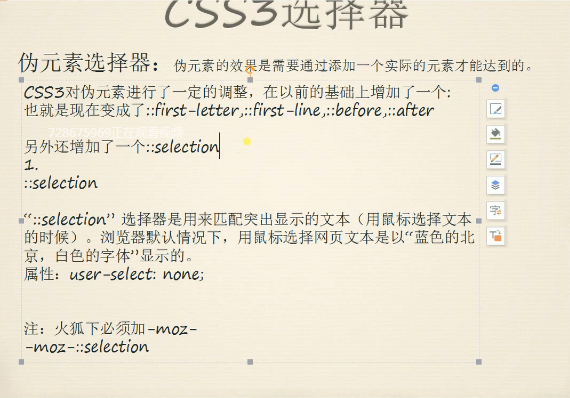 CSS3选择器
伪元素选择器：伪元素的效果是需要通过添加一个实际的元素才能达到的。
CSS3对伪元素进行了一定的调整，在以前的基础上增加了一个:
也就是现在变成了::first-letter,::first-line,::before,::after
另外还增加了一个::selection
1.
::selection
“::selection” 选择器是用来匹配突出显示的文本（用鼠标选择文本
的时候）。浏览器默认情况下，用鼠标选择网页文本是以“蓝色的北
京，白色的字体”显示的。
属性：user-select: none;
注：火狐下必须加-moz-
-moz-::selection